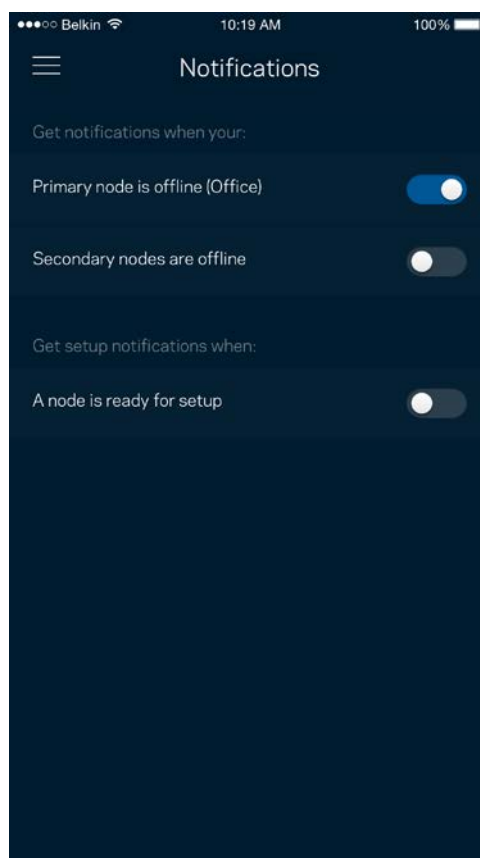 Belkin 10:19 AM 100%
Notifications
Get notifications when your:
Primary node is offline (Office)
Secondary nodes are offline
Get setup notifications when:
A node is ready for setup